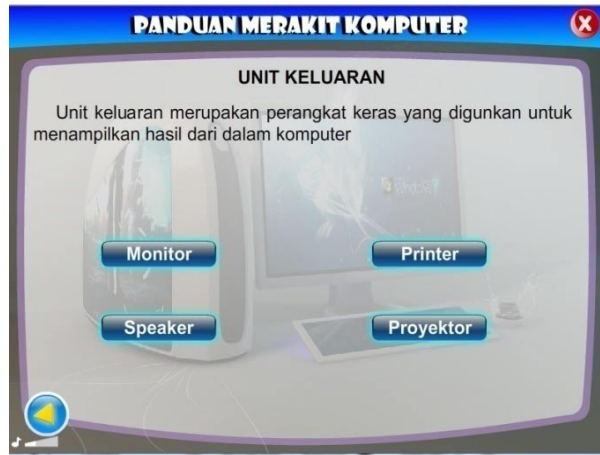 PANDUAN MERAKIT KOMPUTER
UNIT KELUARAN
Unit keluaran merupakan perangkat keras yang digunkan untuk
menampilkan hasil dari dalam komputer
Monitor
Printer
Speaker
Proyektor